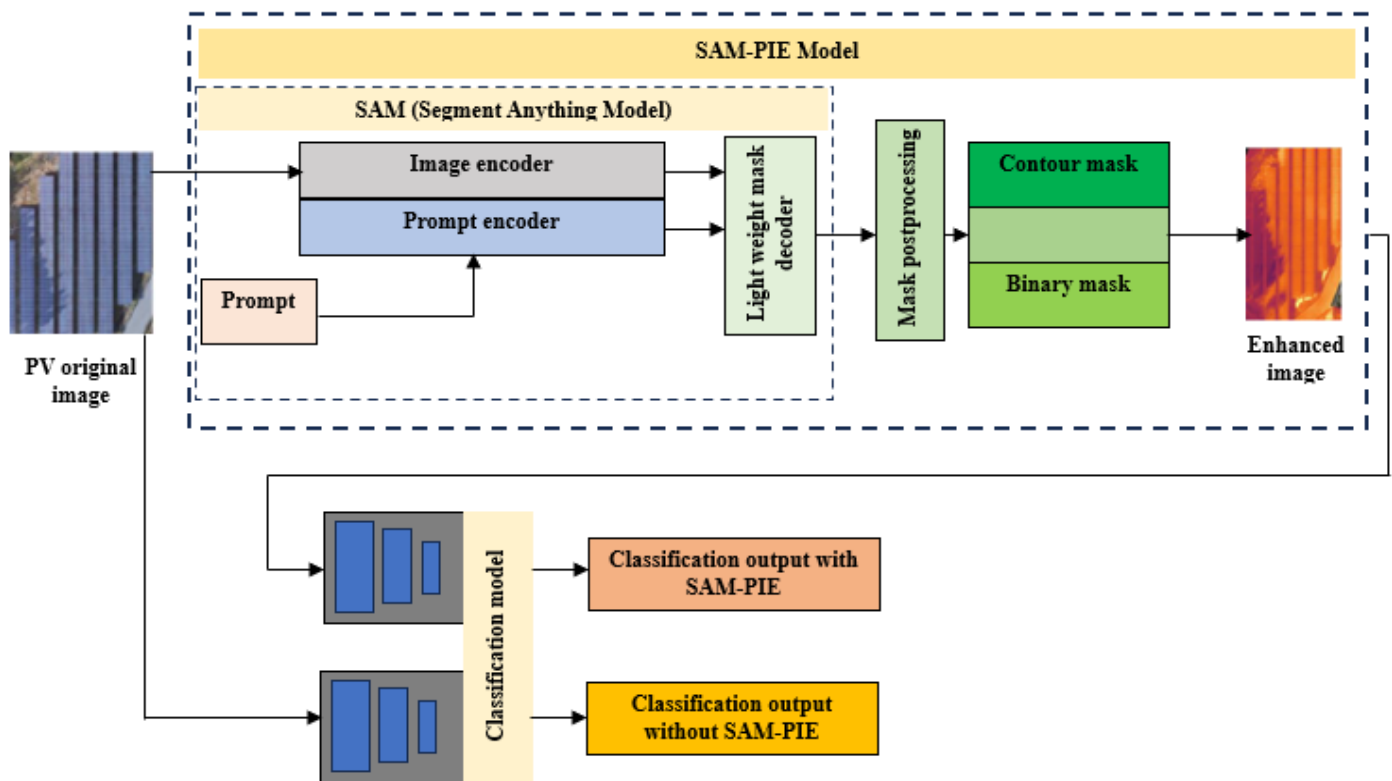 SAM-PIE Model
SAM (Segment Anything Model)
Image encoder
Prompt encoder
Prompt
Light weight mask
decoder
Mask postprocessing
Contour mask
Binary mask
PV original
image
Enhanced
image
Classification model
Classification output with
SAM-PIE
Classification output
without SAM-PIE